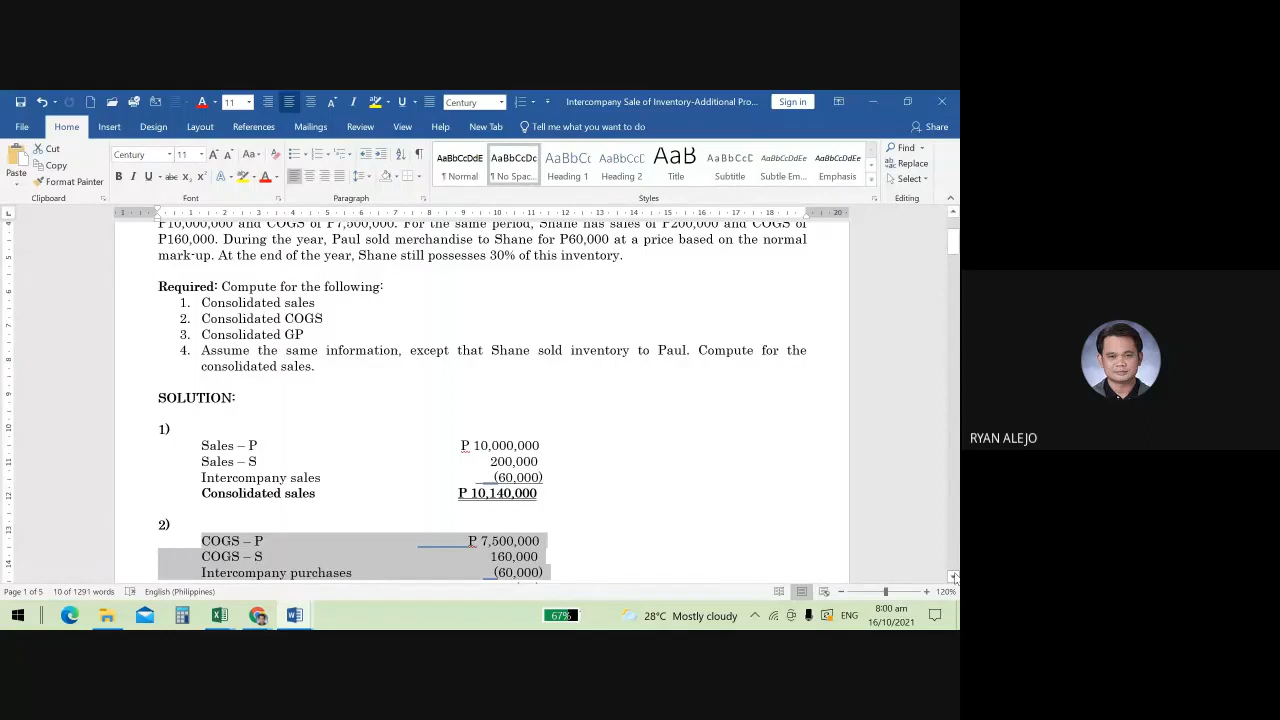 11
Century
Intercompany Sale of Inventory-Additional Pro...
Sign in
File
Home
Insert
Design
Layout
References
Mailings
Review
View
Help
New Tab
Tell me what you want to do
Share
Paste
Cut
Copy
Format Painter
Clipboard
Century
11
Font
Paragraph
AaBbCcDdE
¶ Normal
AaBbCcDc
¶ No Spac...
AaBbCc
Heading 1
AaBbCcC
Heading 2
AaB
Title
AaBbCcC
Subtitle
AaBbCcDdEe
Subtle Em...
AaBbCcDdEe
Emphasis
Styles
Find
Replace
Select
Editing
P10,000,000 and COGS of P7,500,000. For the same period, Shane has sales of P200,000 and COGS of
P160,000. During the year, Paul sold merchandise to Shane for P60,000 at a price based on the normal
mark-up. At the end of the year, Shane still possesses 30% of this inventory.
Required: Compute for the following:
1. Consolidated sales
2. Consolidated COGS
3. Consolidated GP
4. Assume the same information, except that Shane sold inventory to Paul. Compute for the
consolidated sales.
SOLUTION:
1)
Sales – P P 10,000,000
Sales – S 200,000
Intercompany sales (60,000)
Consolidated sales P 10,140,000
2)
COGS – P P 7,500,000
COGS – S 160,000
Intercompany purchases (60,000)
Page 1 of 5
10 of 1291 words
English (Philippines)
120%
67%
28°C Mostly cloudy
ENG
8:00 am
16/10/2021
RYAN ALEJO